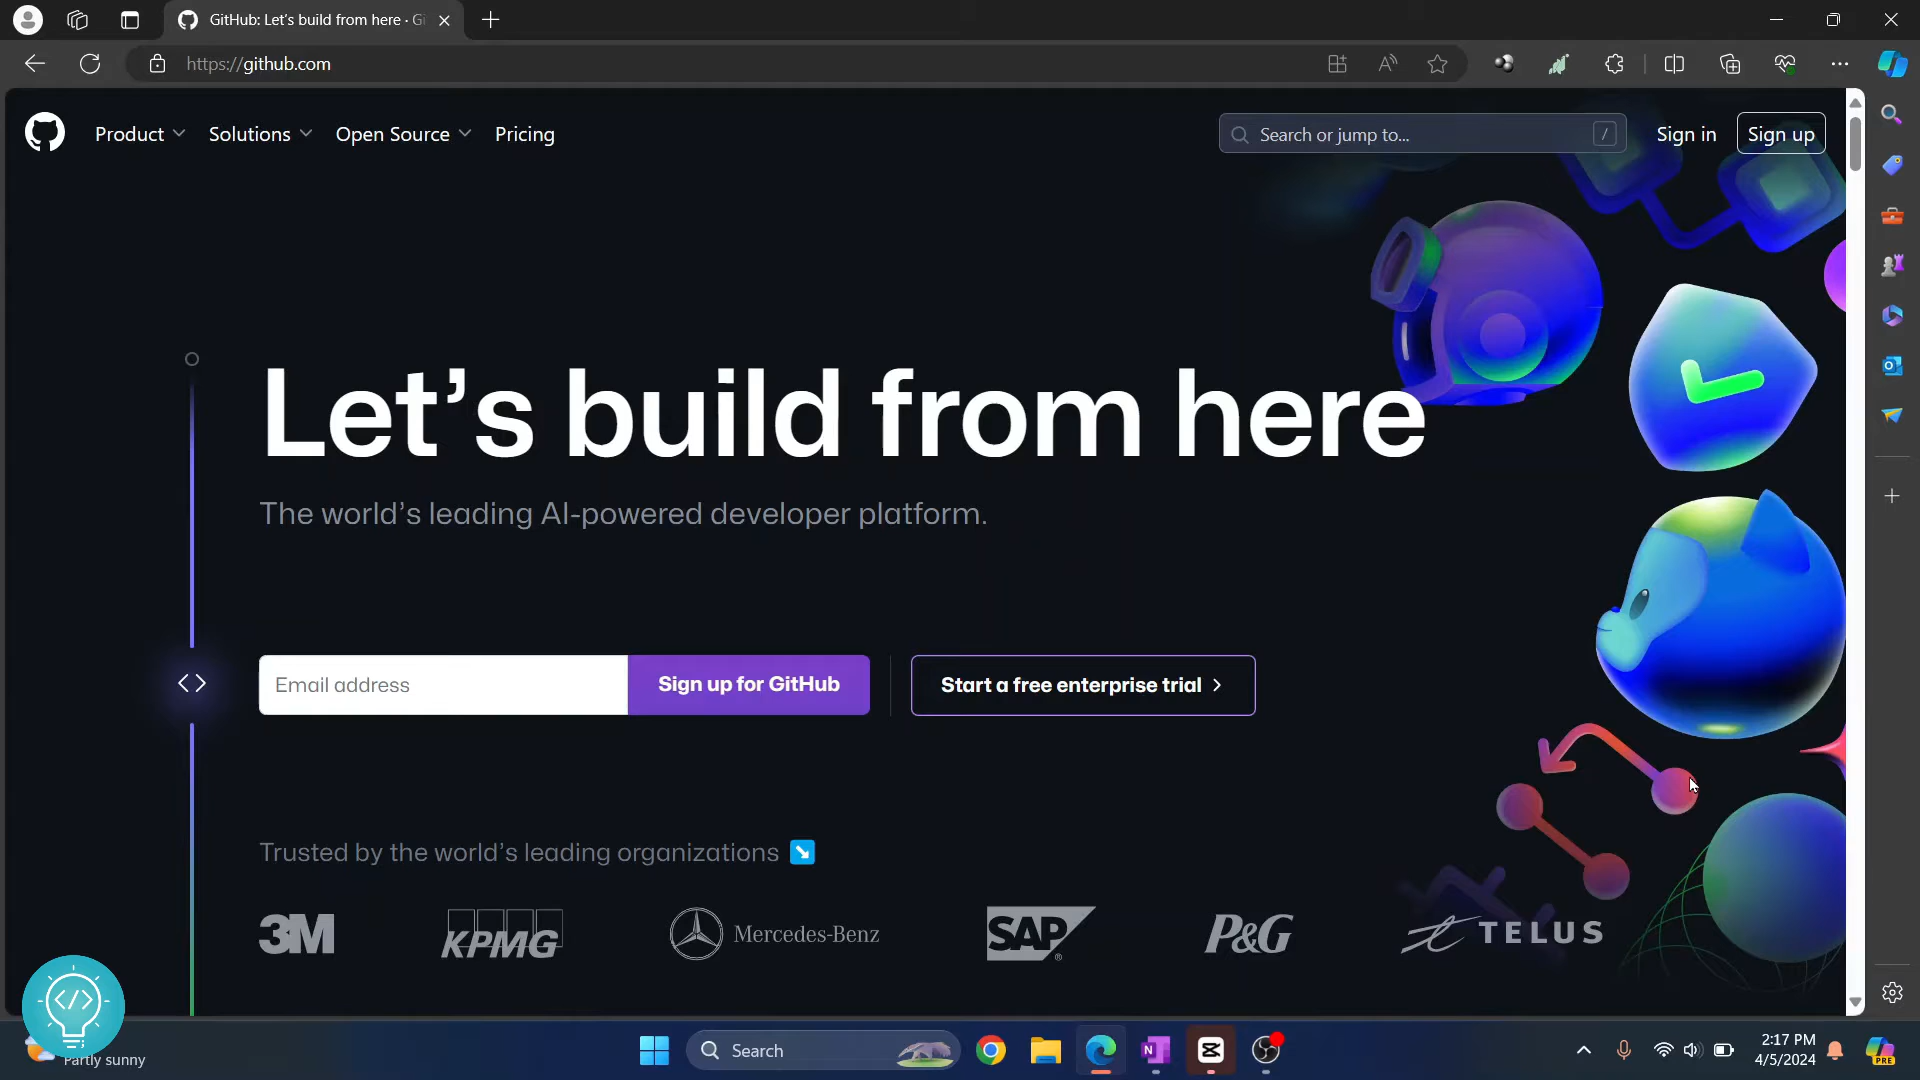 GitHub: Let's build from here · Gi
https://github.com
Product
Solutions
Open Source
Pricing
Search or jump to...
/
Sign in
Sign up
Let’s build from here
The world’s leading AI-powered developer platform.
Email address
Sign up for GitHub
Start a free enterprise trial
Trusted by the world’s leading organizations
3M
KPMG
Mercedes-Benz
SAP
P&G
TELUS
Partly sunny
Search
2:17 PM
4/5/2024
PRE